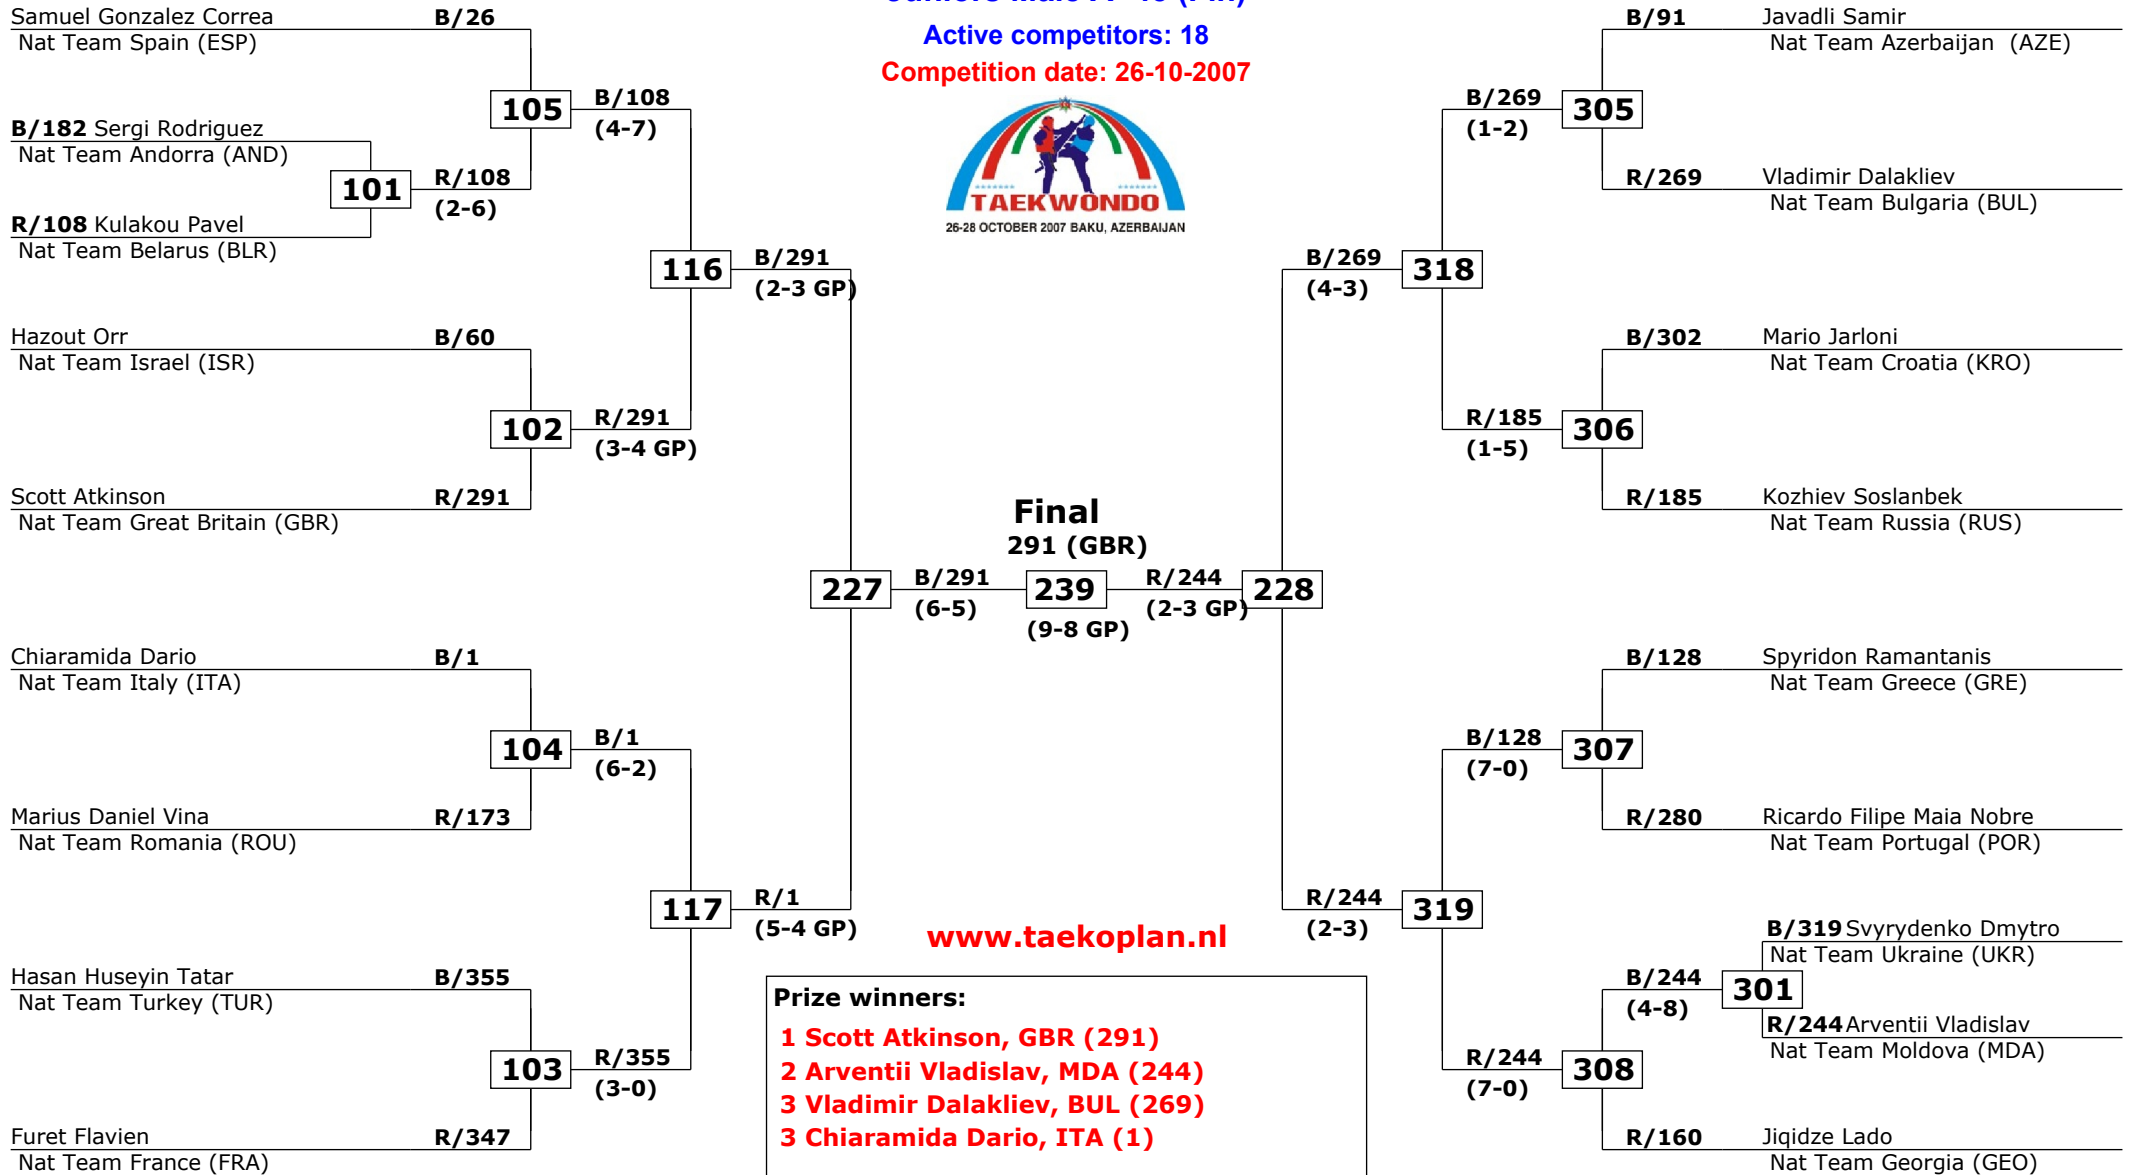 Samuel Gonzalez Correa
B/26
Nat Team Spain (ESP)
B/182 Sergi Rodriguez
Nat Team Andorra (AND)
101
R/108
(2-6)
R/108 Kulakou Pavel
Nat Team Belarus (BLR)
105
B/108
(4-7)
Hazout Orr
B/60
Nat Team Israel (ISR)
102
R/291
(3-4 GP)
Scott Atkinson
R/291
Nat Team Great Britain (GBR)
116
B/291
(2-3 GP)
Chiaramida Dario
B/1
Nat Team Italy (ITA)
104
B/1
(6-2)
Marius Daniel Vina
R/173
Nat Team Romania (ROU)
117
R/1
(5-4 GP)
Hasan Huseyin Tatar
B/355
Nat Team Turkey (TUR)
103
R/355
(3-0)
Furet Flavien
R/347
Nat Team France (FRA)
Active competitors: 18
Competition date: 26-10-2007
TAEKWONDO
26-28 OCTOBER 2007 BAKU, AZERBAIJAN
Final
291 (GBR)
227
B/291
(6-5)
239
(9-8 GP)
R/244
(2-3 GP)
228
www.taekoplan.nl
Prize winners:
1 Scott Atkinson, GBR (291)
2 Arventii Vladislav, MDA (244)
3 Vladimir Dalakliev, BUL (269)
3 Chiaramida Dario, ITA (1)
B/91
Javadli Samir
Nat Team Azerbaijan (AZE)
B/269
(1-2)
305
R/269
Vladimir Dalakliev
Nat Team Bulgaria (BUL)
B/269
(4-3)
318
B/302
Mario Jarloni
Nat Team Croatia (KRO)
R/185
(1-5)
306
R/185
Kozhiev Soslanbek
Nat Team Russia (RUS)
B/128
Spyridon Ramantanis
Nat Team Greece (GRE)
B/128
(7-0)
307
R/280
Ricardo Filipe Maia Nobre
Nat Team Portugal (POR)
R/244
(2-3)
319
B/319 Svyrydenko Dmytro
Nat Team Ukraine (UKR)
B/244
(4-8)
301
R/244 Arventii Vladislav
Nat Team Moldova (MDA)
R/244
(7-0)
308
R/160
Jiqidze Lado
Nat Team Georgia (GEO)